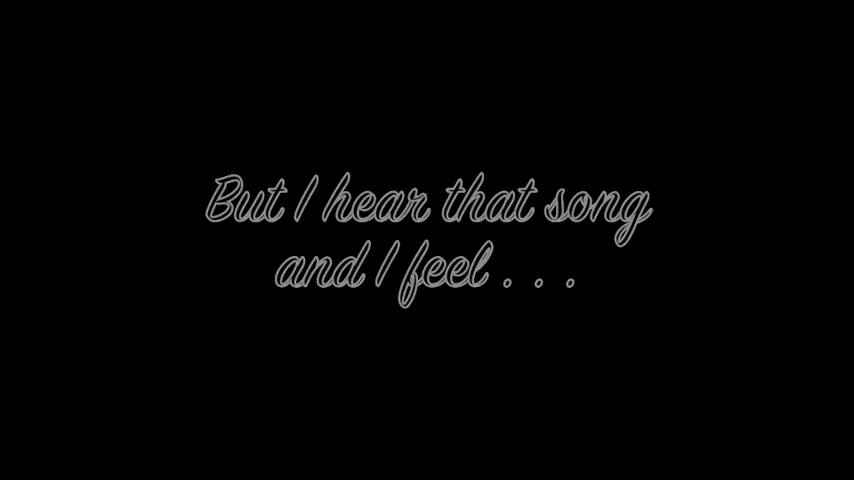 But I hear that song
and I feel . . .